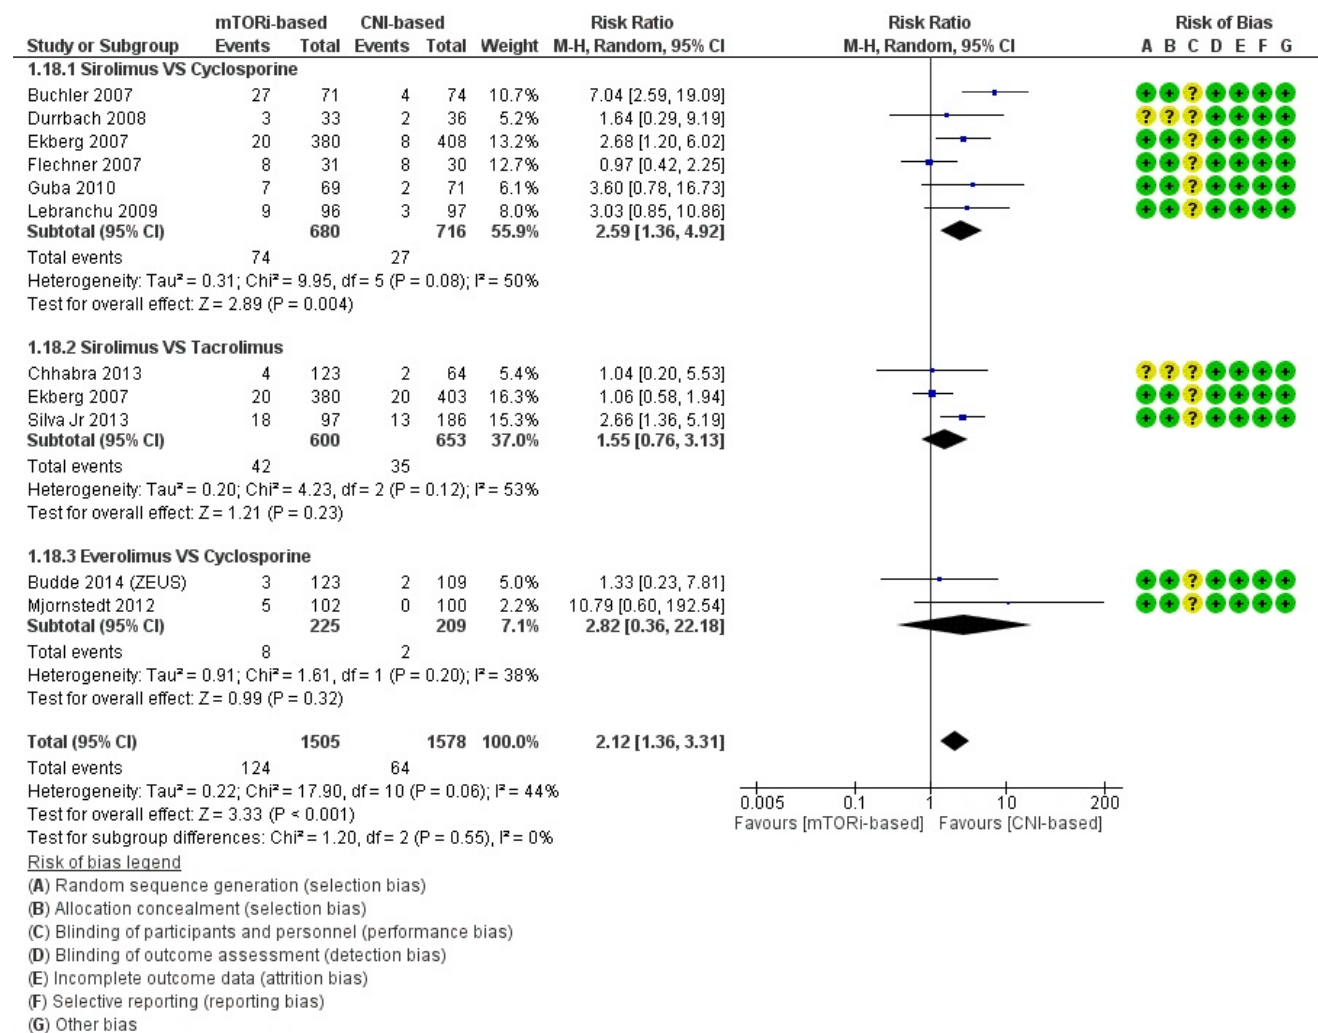 mTORi-based CNI-based Risk Ratio Risk Ratio Risk of Bias
Study or Subgroup Events Total Events Total Weight M-H, Random, 95% CI M-H, Random, 95% CI A B C D E F G
1.18.1 Sirolimus VS Cyclosporine
Buchler 2007 27 71 4 74 10.7% 7.04 [2.59, 19.09] + + ? + + + +
Durrbach 2008 3 33 2 36 5.2% 1.64 [0.29, 9.19] ? ? ? + + + +
Ekberg 2007 20 380 8 408 13.2% 2.68 [1.20, 6.02] + + ? + + + +
Flechner 2007 8 31 8 30 12.7% 0.97 [0.42, 2.25] + + ? + + + +
Guba 2010 7 69 2 71 6.1% 3.60 [0.78, 16.73] + + ? + + + +
Lebranchu 2009 9 96 3 97 8.0% 3.03 [0.85, 10.86] + + ? + + + +
Subtotal (95% CI) 680 716 55.9% 2.59 [1.36, 4.92]
Total events 74 27
Heterogeneity: Tau² = 0.31; Chi² = 9.95, df = 5 (P = 0.08); I² = 50%
Test for overall effect: Z = 2.89 (P = 0.004)
1.18.2 Sirolimus VS Tacrolimus
Chhabra 2013 4 123 2 64 5.4% 1.04 [0.20, 5.53] ? ? ? + + + +
Ekberg 2007 20 380 20 403 16.3% 1.06 [0.58, 1.94] + + ? + + + +
Silva Jr 2013 18 97 13 186 15.3% 2.66 [1.36, 5.19] + + ? + + + +
Subtotal (95% CI) 600 653 37.0% 1.55 [0.76, 3.13]
Total events 42 35
Heterogeneity: Tau² = 0.20; Chi² = 4.23, df = 2 (P = 0.12); I² = 53%
Test for overall effect: Z = 1.21 (P = 0.23)
1.18.3 Everolimus VS Cyclosporine
Budde 2014 (ZEUS) 3 123 2 109 5.0% 1.33 [0.23, 7.81] + + ? + + + +
Mjornstedt 2012 5 102 0 100 2.2% 10.79 [0.60, 192.54] + + ? + + + +
Subtotal (95% CI) 225 209 7.1% 2.82 [0.36, 22.18]
Total events 8 2
Heterogeneity: Tau² = 0.91; Chi² = 1.61, df = 1 (P = 0.20); I² = 38%
Test for overall effect: Z = 0.99 (P = 0.32)
Total (95% CI) 1505 1578 100.0% 2.12 [1.36, 3.31]
Total events 124 64
Heterogeneity: Tau² = 0.22; Chi² = 17.90, df = 10 (P = 0.06); I² = 44%
Test for overall effect: Z = 3.33 (P < 0.001)
Test for subgroup differences: Chi² = 1.20, df = 2 (P = 0.55), I² = 0%
0.005 0.1 1 10 200
Favours [mTORi-based] Favours [CNI-based]
Risk of bias legend
(A) Random sequence generation (selection bias)
(B) Allocation concealment (selection bias)
(C) Blinding of participants and personnel (performance bias)
(D) Blinding of outcome assessment (detection bias)
(E) Incomplete outcome data (attrition bias)
(F) Selective reporting (reporting bias)
(G) Other bias